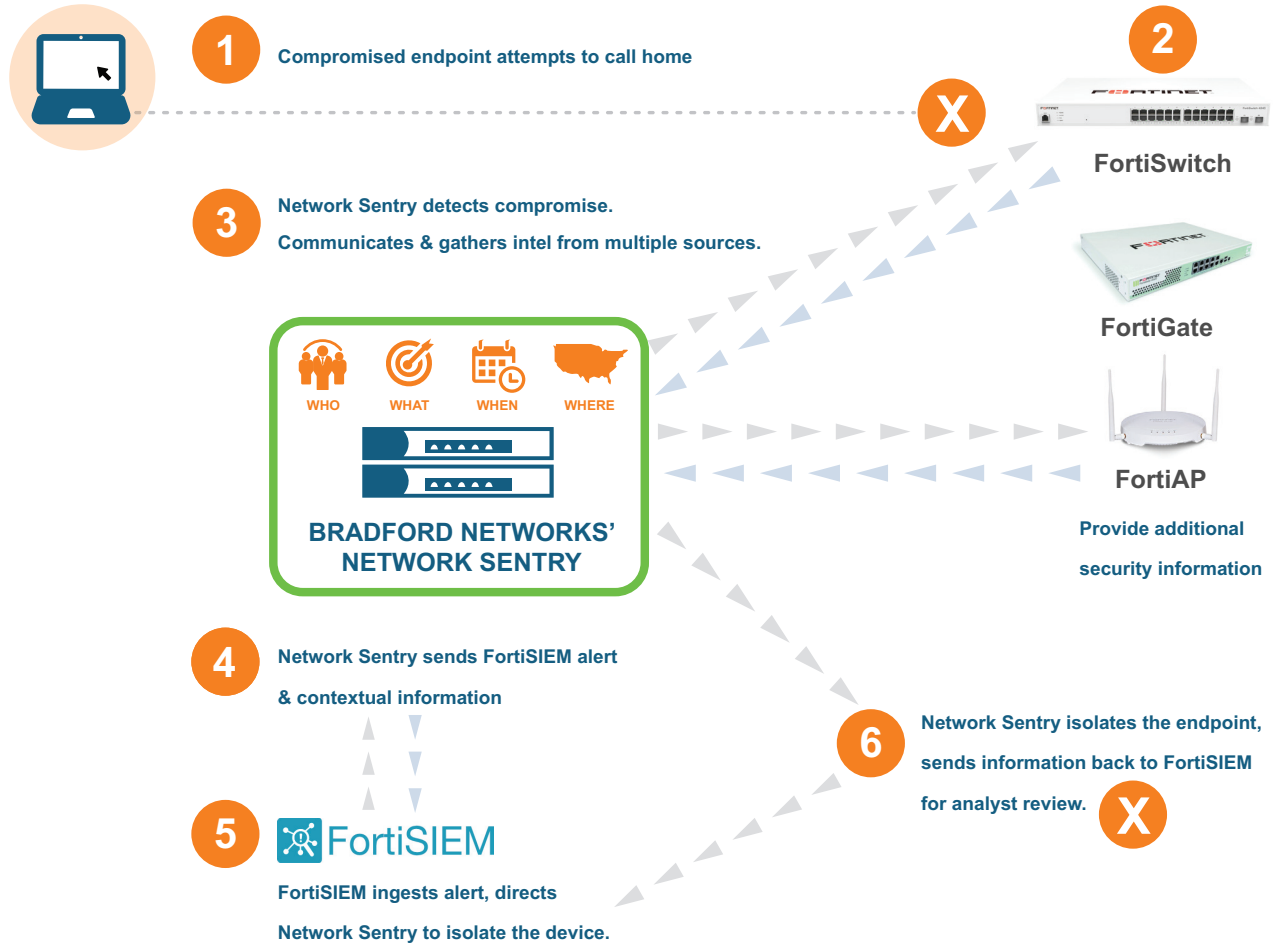 1
Compromised endpoint attempts to call home
X
2
FORTINET
FortiSwitch
3
Network Sentry detects compromise.
Communicates & gathers intel from multiple sources.
FORTINET
FortiGate
WHO
WHAT
WHEN
WHERE
BRADFORD NETWORKS’
NETWORK SENTRY
FortiAP
Provide additional
security information
4
Network Sentry sends FortiSIEM alert
& contextual information
5
FortiSIEM
FortiSIEM ingests alert, directs
Network Sentry to isolate the device.
6
Network Sentry isolates the endpoint,
sends information back to FortiSIEM
for analyst review.
X